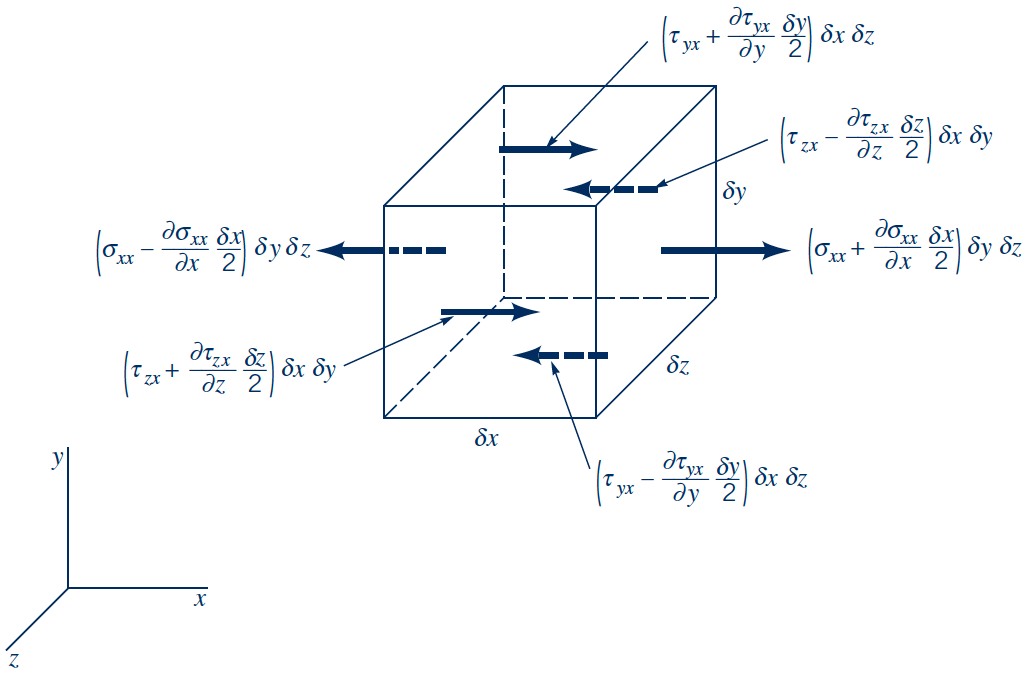 (τ_yx + ∂τ_yx/∂y δy/2) δx δz
(τ_zx − ∂τ_zx/∂z δz/2) δx δy
δy
(σ_xx − ∂σ_xx/∂x δx/2) δy δz
(σ_xx + ∂σ_xx/∂x δx/2) δy δz
(τ_zx + ∂τ_zx/∂z δz/2) δx δy
δz
δx
y
(τ_yx − ∂τ_yx/∂y δy/2) δx δz
x
z